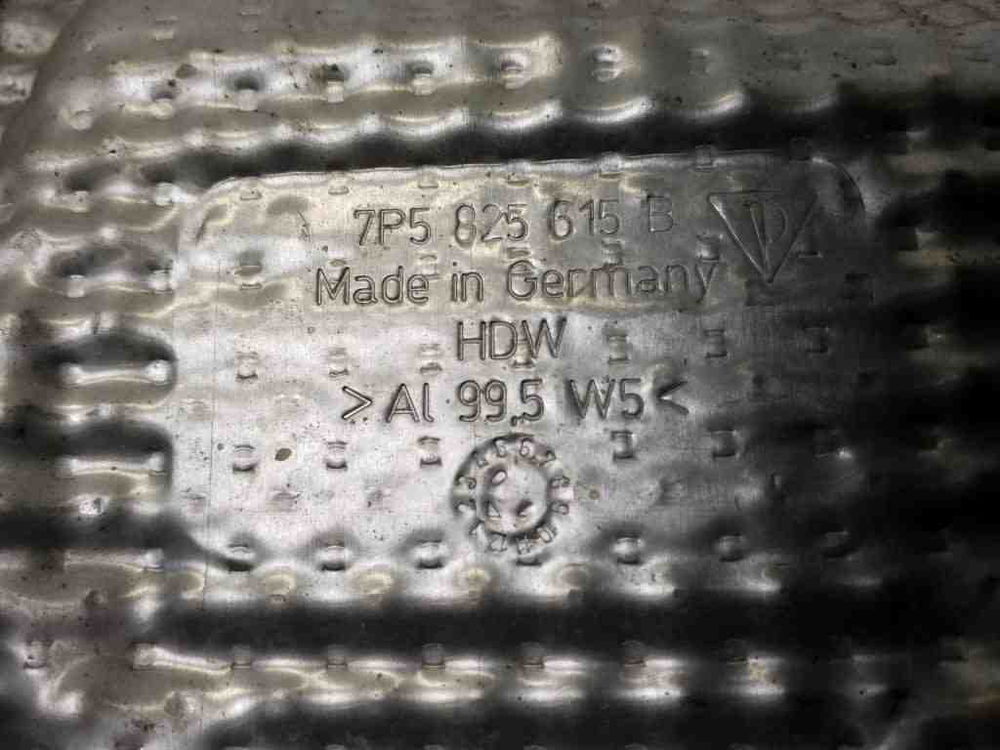 7P5 825 615 B
Made in Germany
HDW
>Al 99,5 W5<